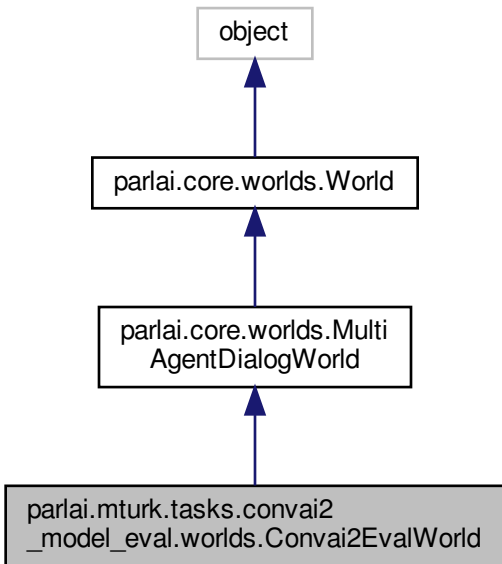 object
parlai.core.worlds.World
parlai.core.worlds.Multi
AgentDialogWorld
parlai.mturk.tasks.convai2
_model_eval.worlds.Convai2EvalWorld